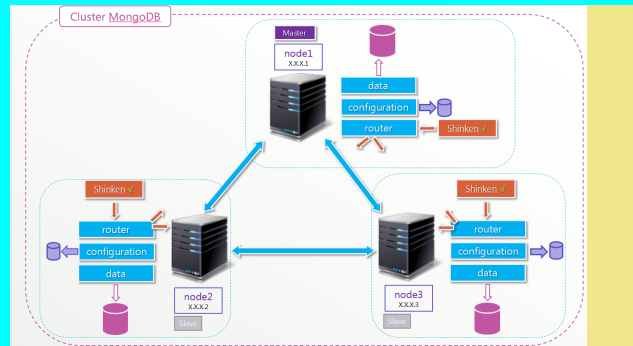 Cluster MongoDB
Master
node1
X.X.X.1
data
configuration
router
Shinken √
Shinken √
router
configuration
data
node2
X.X.X.2
Slave
Shinken √
router
configuration
data
node3
X.X.X.3
Slave